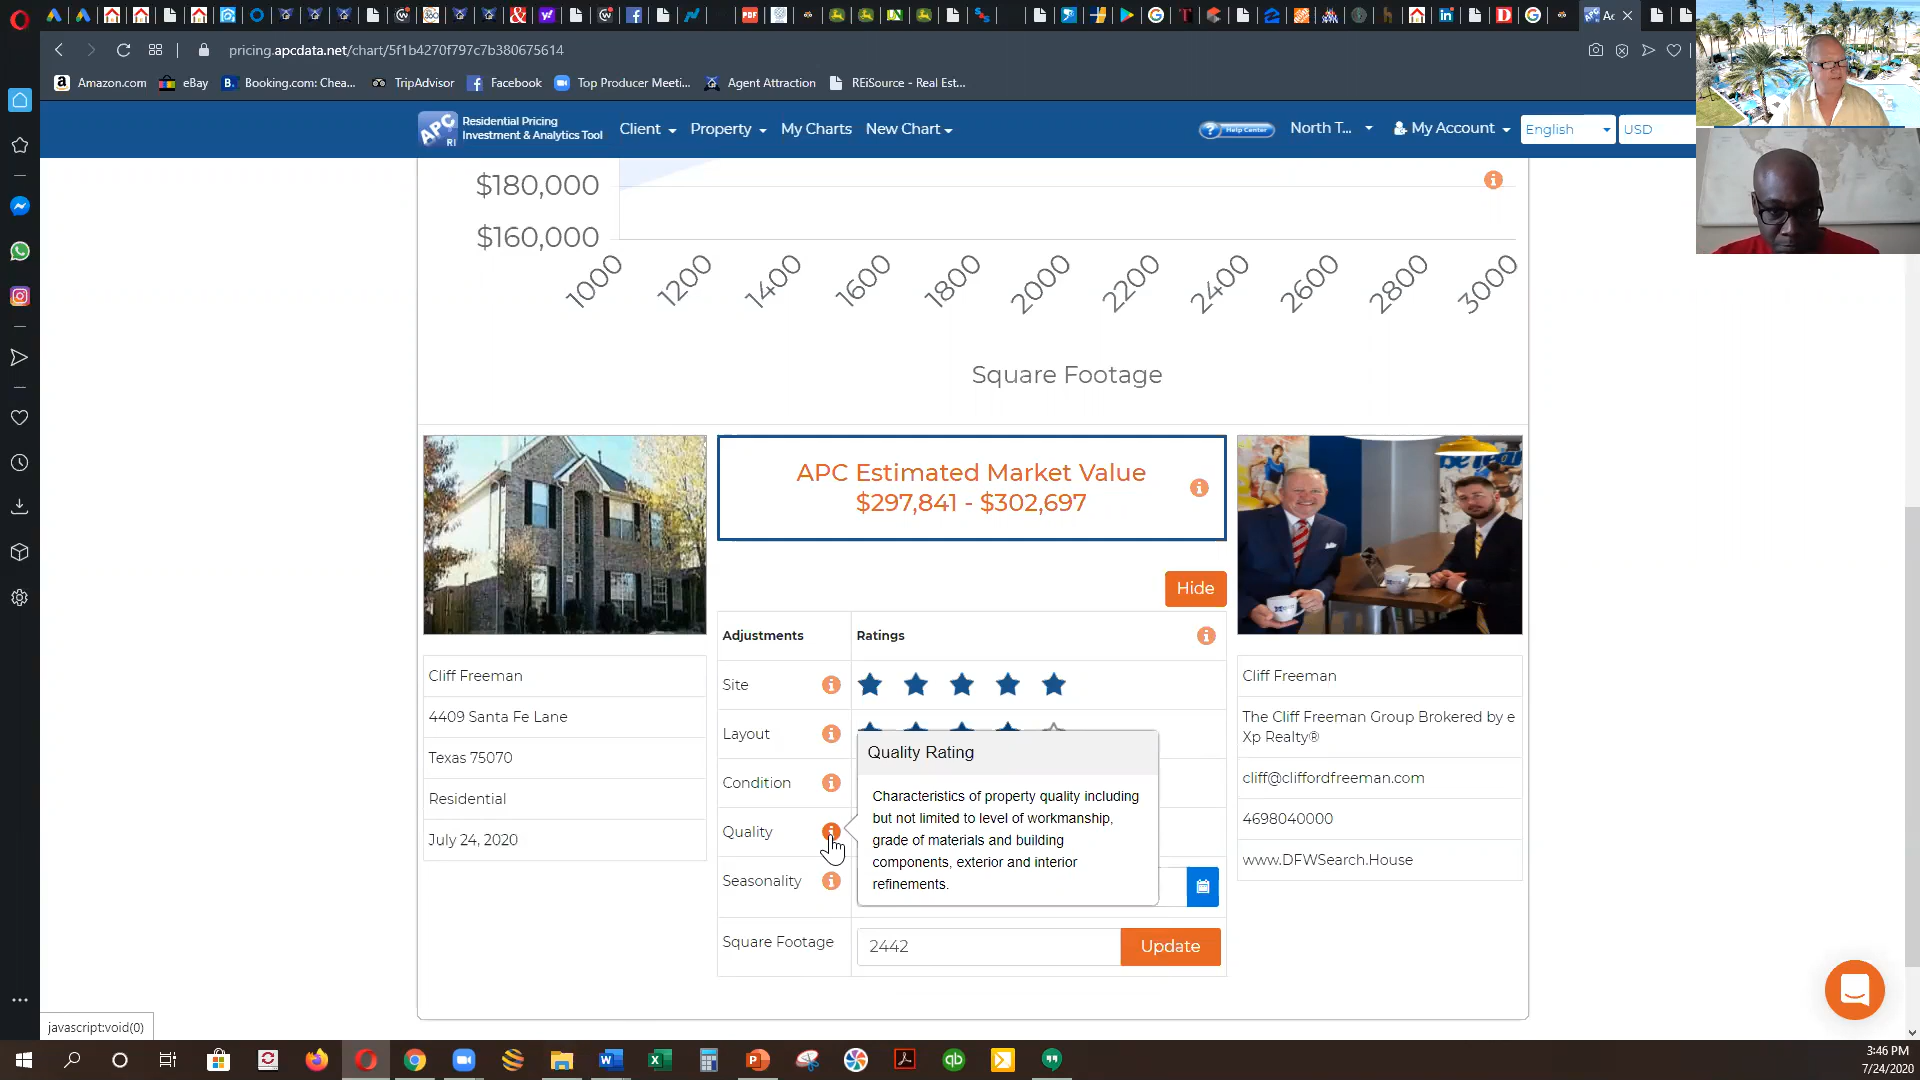 pricing.apcdata.net/chart/5f1b4270f797c7b380675614
Amazon.com eBay Booking.com: Chea... TripAdvisor Facebook Top Producer Meeti... Agent Attraction REiSource - Real Est...
Residential Pricing
Investment & Analytics Tool
Client Property My Charts New Chart Help Center North T... My Account English USD
$180,000
$160,000
1000 1200 1400 1600 1800 2000 2200 2400 2600 2800 3000
Square Footage
APC Estimated Market Value
$297,841 - $302,697
Hide
Adjustments Ratings
Site
Layout
Condition
Quality
Seasonality
Square Footage 2442 Update
Quality Rating
Characteristics of property quality including
but not limited to level of workmanship,
grade of materials and building
components, exterior and interior
refinements.
Cliff Freeman
4409 Santa Fe Lane
Texas 75070
Residential
July 24, 2020
Cliff Freeman
The Cliff Freeman Group Brokered by e
Xp Realty®
cliff@cliffordfreeman.com
4698040000
www.DFWSearch.House
javascript:void(0)
3:46 PM
7/24/2020